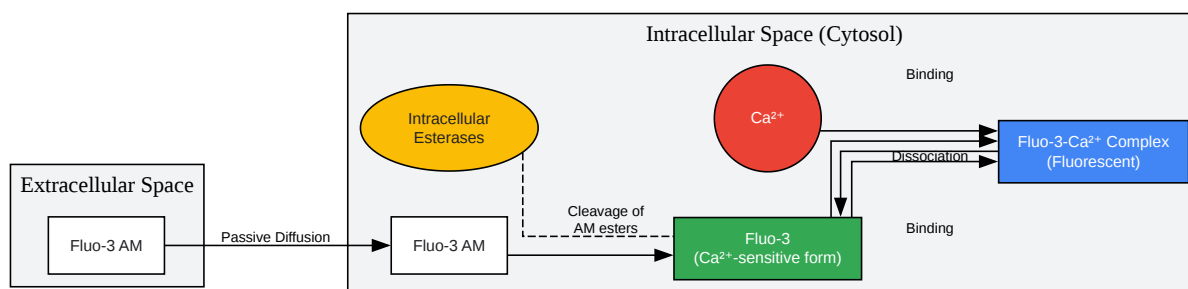 Intracellular Space (Cytosol)
Binding
Intracellular
Esterases
Ca²⁺
Fluo-3-Ca²⁺ Complex
(Fluorescent)
Dissociation
Extracellular Space
Fluo-3 AM
Passive Diffusion
Fluo-3 AM
Cleavage of
AM esters
Fluo-3
(Ca²⁺-sensitive form)
Binding